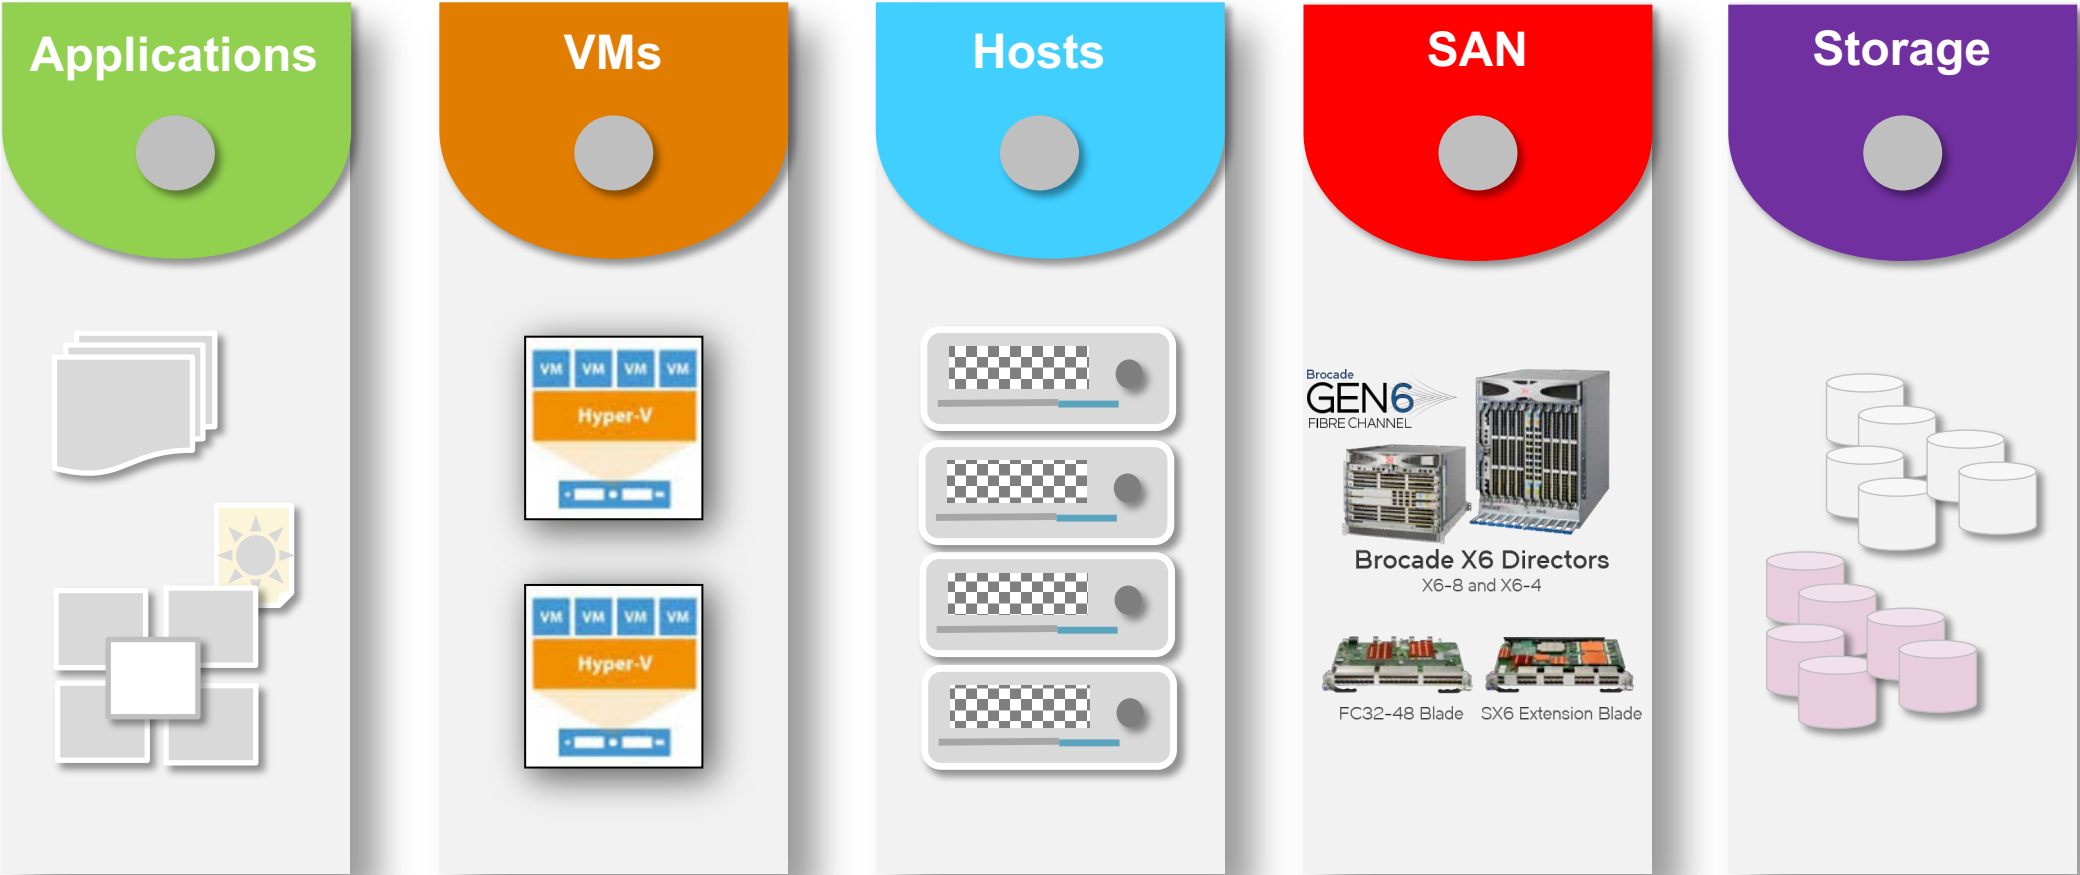 Applications
VMs
VM VM VM VM
Hyper-V
VM VM VM VM
Hyper-V
Hosts
SAN
Brocade
GEN6
FIBRE CHANNEL
Brocade X6 Directors
X6-8 and X6-4
FC32-48 Blade
SX6 Extension Blade
Storage